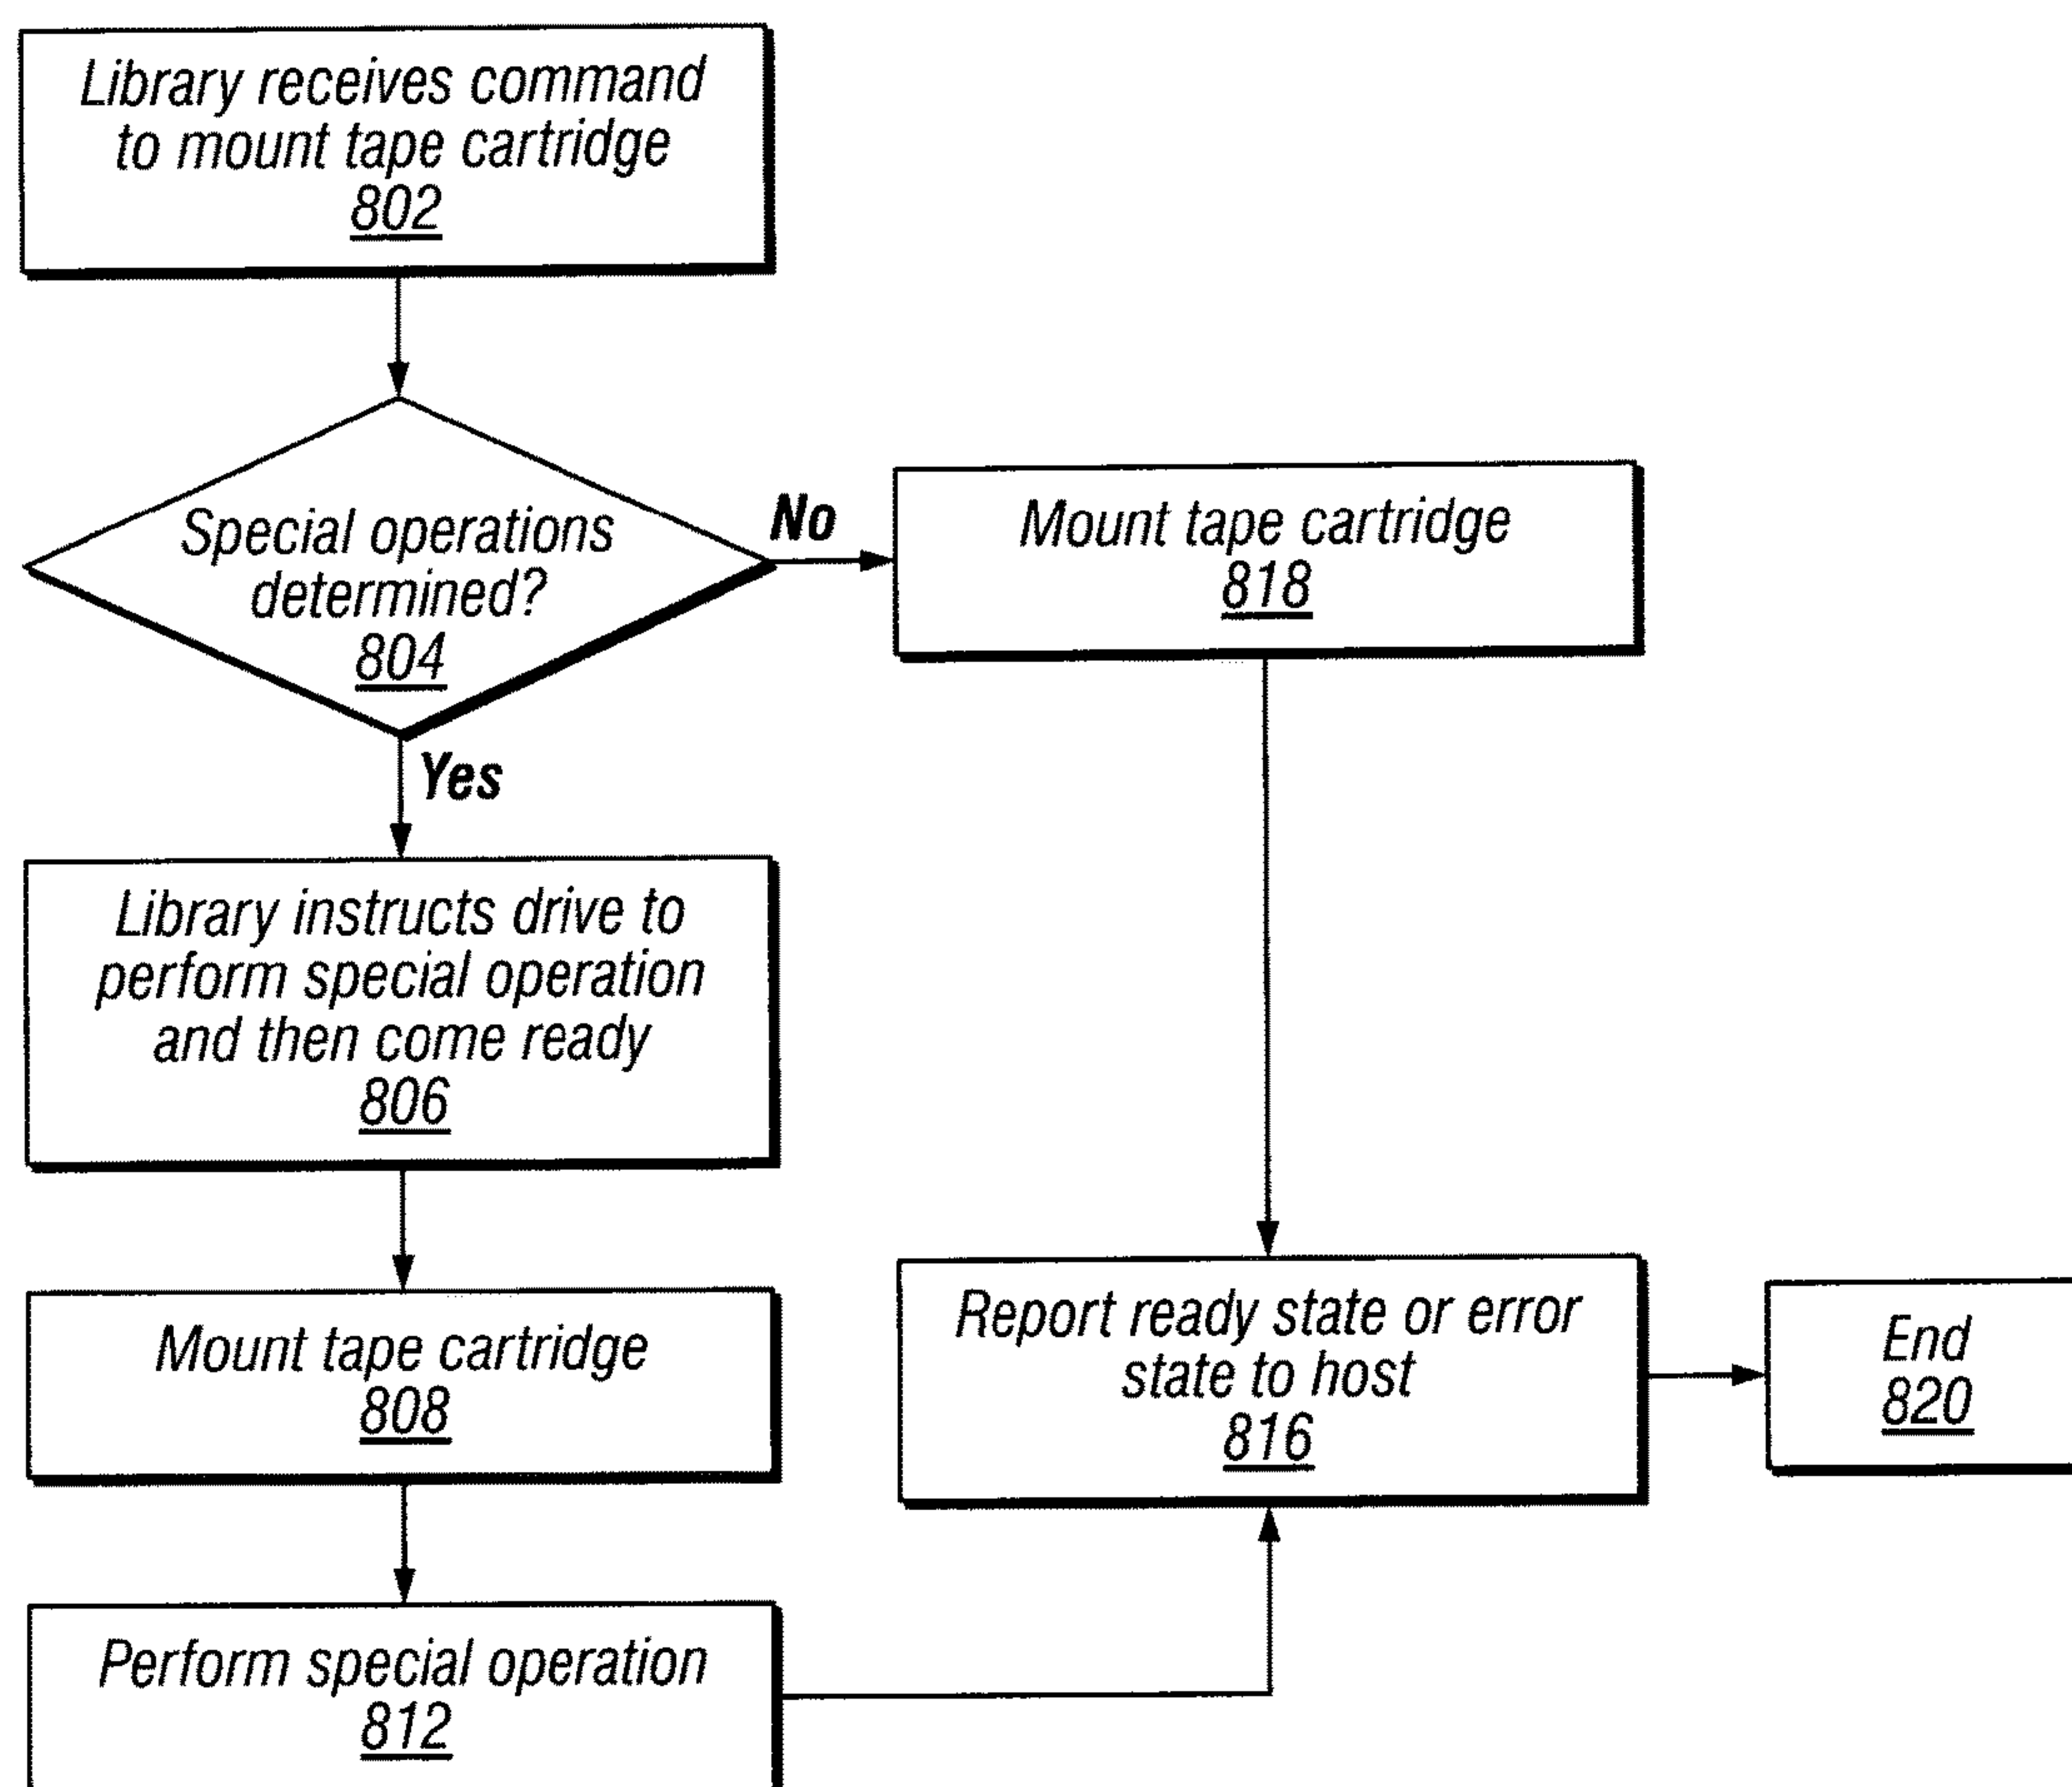 Library receives command
to mount tape cartridge
802
Special operations
determined?
804
No
Mount tape cartridge
818
Yes
Library instructs drive to
perform special operation
and then come ready
806
Mount tape cartridge
808
Report ready state or error
state to host
816
End
820
Perform special operation
812